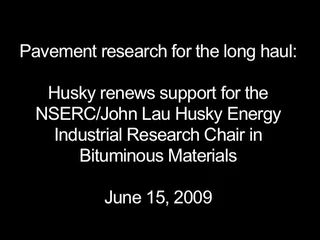 Pavement research for the long haul:
Husky renews support for the
NSERC/John Lau Husky Energy
Industrial Research Chair in
Bituminous Materials
June 15, 2009